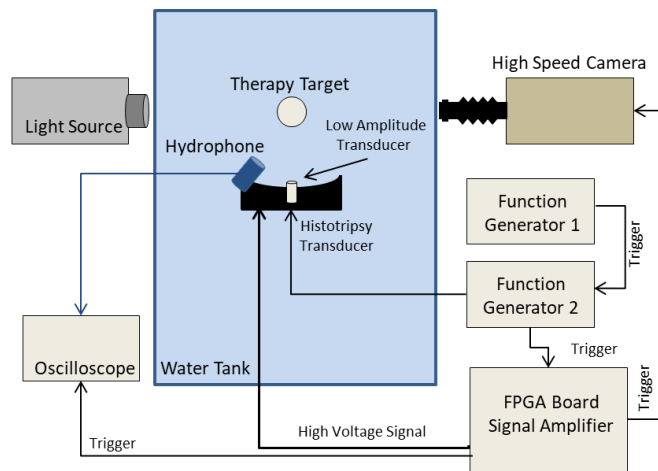 High Speed Camera
Therapy Target
Light Source
Low Amplitude
Transducer
Hydrophone
Histotripsy
Transducer
Function
Generator 1
Trigger
Function
Generator 2
Trigger
Oscilloscope
Water Tank
FPGA Board
Signal Amplifier
Trigger
High Voltage Signal
Trigger